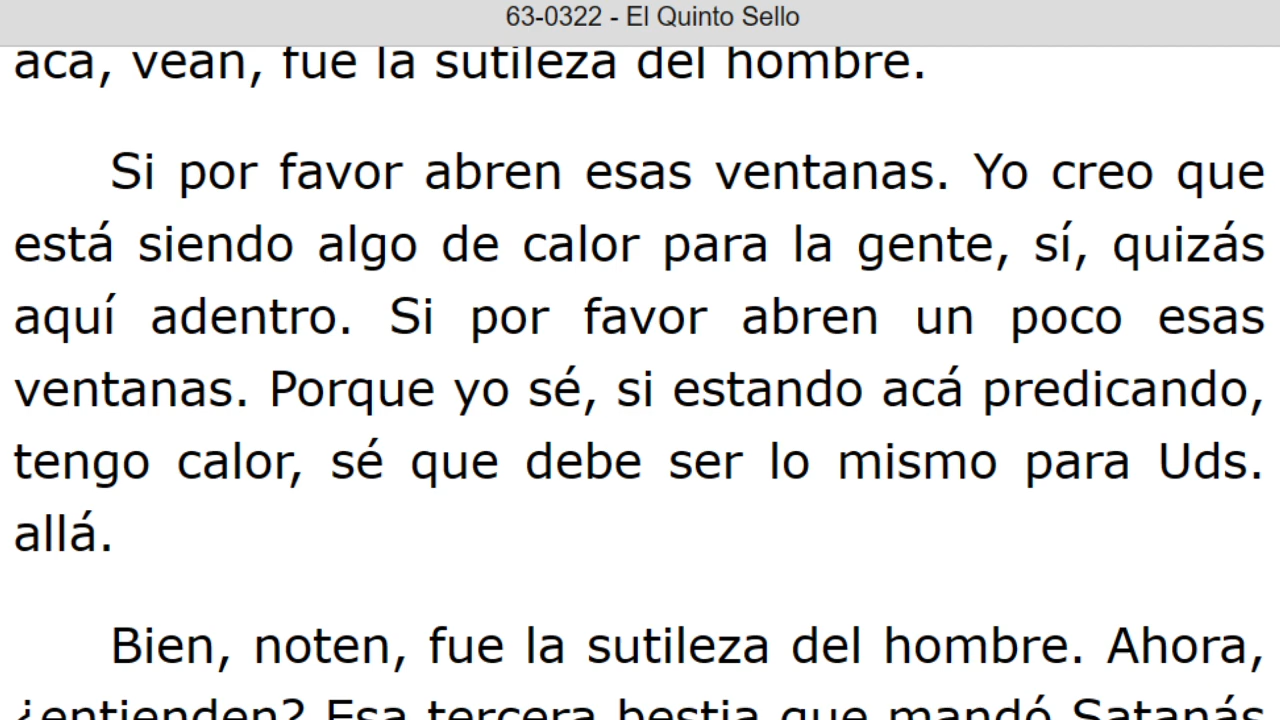 63-0322 - El Quinto Sello
acá, vean, fue la sutileza del hombre.
Si por favor abren esas ventanas. Yo creo que
está siendo algo de calor para la gente, sí, quizás
aquí adentro. Si por favor abren un poco esas
ventanas. Porque yo sé, si estando acá predicando,
tengo calor, sé que debe ser lo mismo para Uds.
allá.
Bien, noten, fue la sutileza del hombre. Ahora,
¿entienden? Esa tercera bestia que mandó Satanás